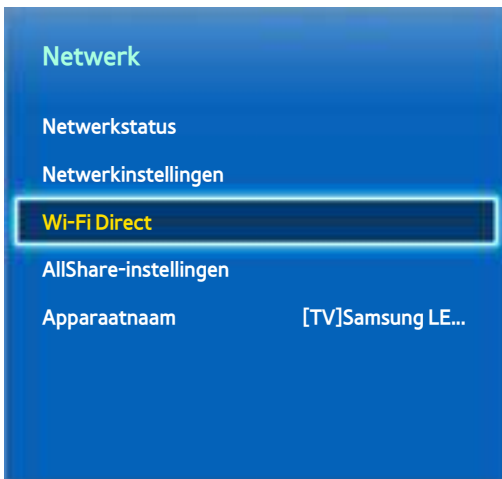 Netwerk
Netwerkstatus
Netwerkinstellingen
Wi-Fi Direct
AllShare-instellingen
Apparaatnaam [TV]Samsung LE...